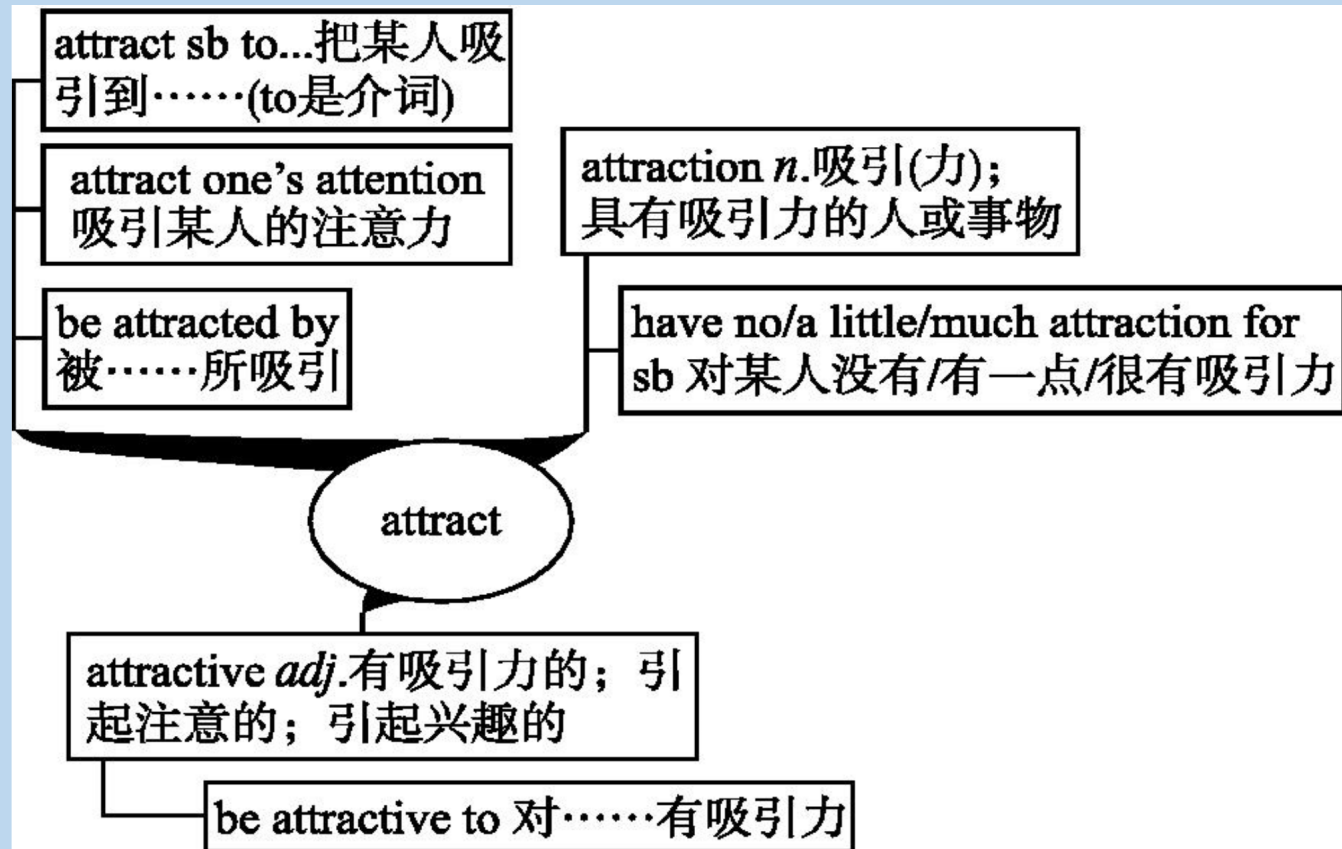 attract sb to...把某人吸
引到……(to是介词)
attract one's attention
吸引某人的注意力
be attracted by
被……所吸引
attraction n.吸引(力)；
具有吸引力的人或事物
have no/a little/much attraction for
sb 对某人没有/有一点/很有吸引力
attract
attractive adj.有吸引力的；引
起注意的；引起兴趣的
be attractive to 对……有吸引力